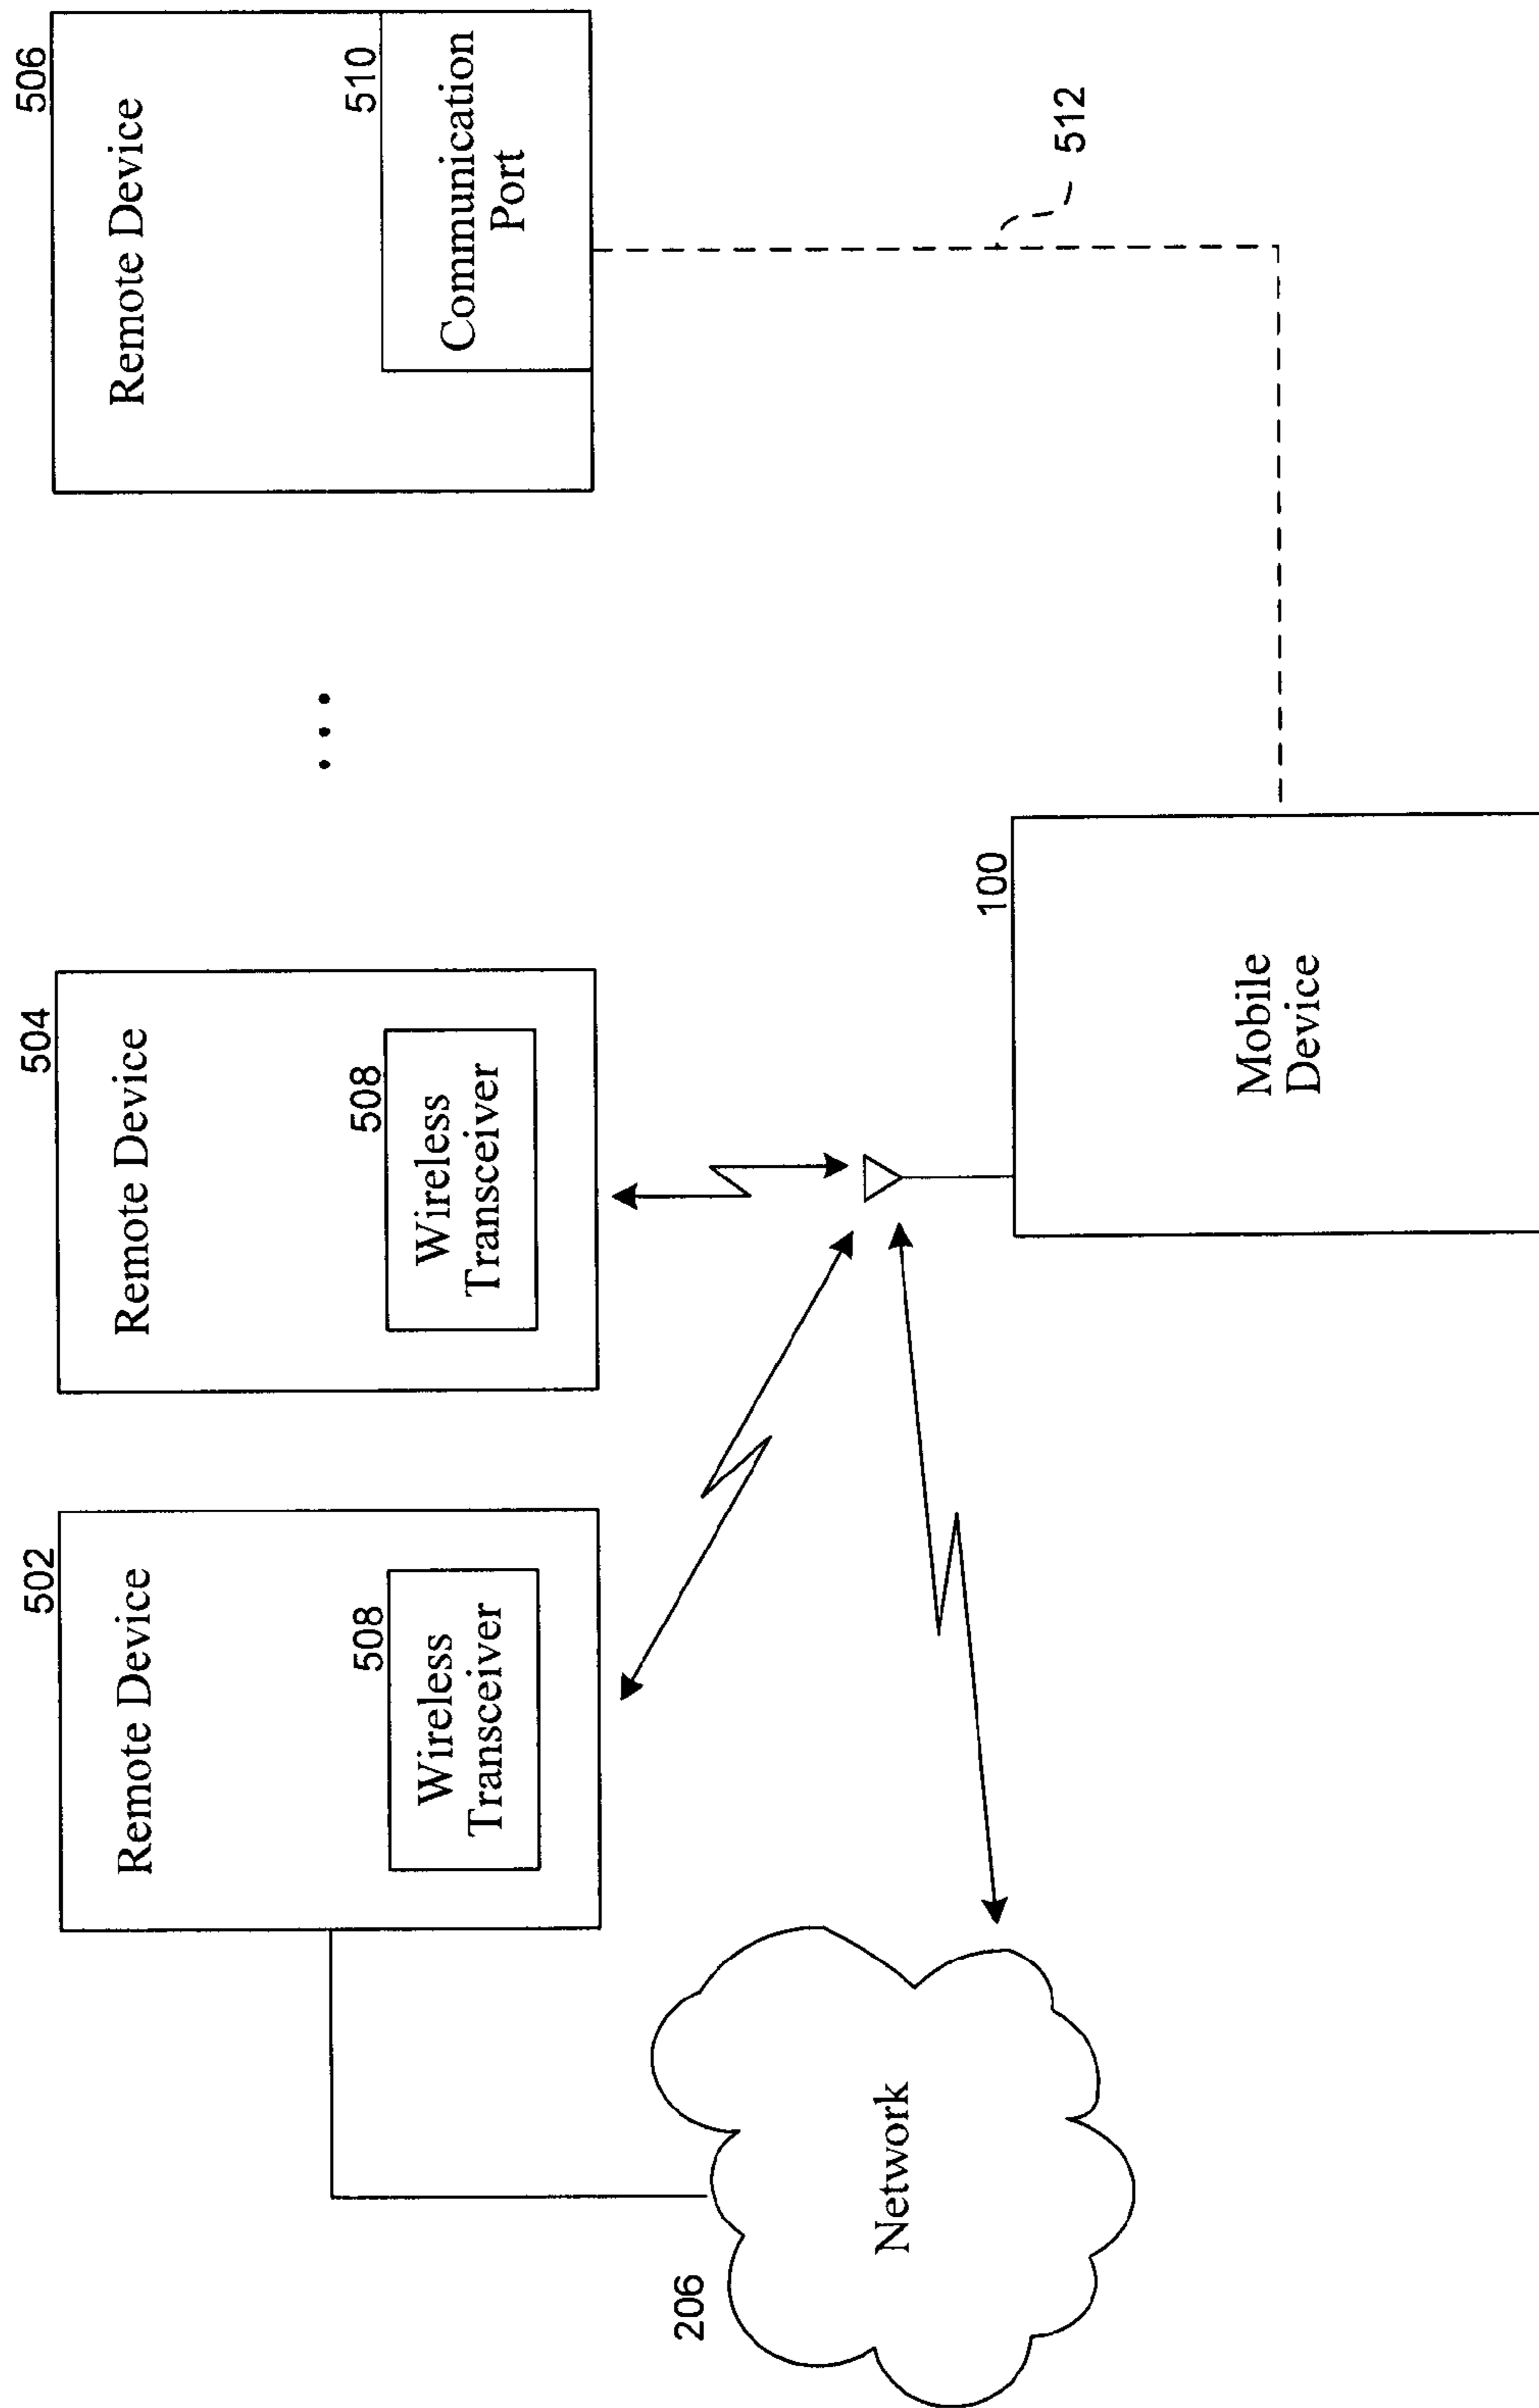 502
Remote Device
508
Wireless
Transceiver
504
Remote Device
508
Wireless
Transceiver
...
506
Remote Device
510
Communication
Port
206
Network
100
Mobile
Device
512